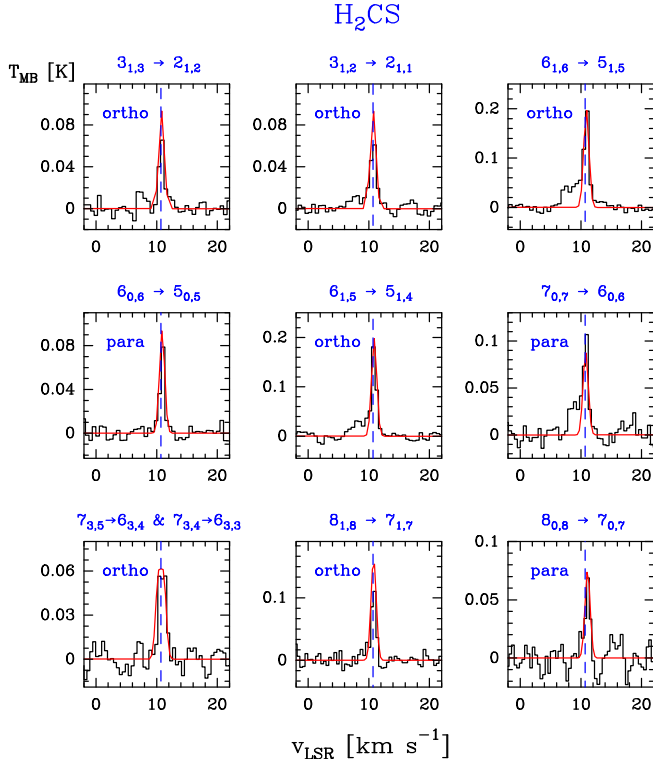 H₂CS
T_MB [K]
3₁,₃ → 2₁,₂
3₁,₂ → 2₁,₁
6₁,₆ → 5₁,₅
ortho
ortho
ortho
0.08
0.04
0
0.08
0.04
0
0.2
0.1
0
0 10 20
0 10 20
0 10 20
6₀,₆ → 5₀,₅
6₁,₅ → 5₁,₄
7₀,₇ → 6₀,₆
para
ortho
para
0.08
0.04
0
0.2
0.1
0
0.1
0.05
0
0 10 20
0 10 20
0 10 20
7₃,₅→6₃,₄ & 7₃,₄→6₃,₃
8₁,₈ → 7₁,₇
8₀,₈ → 7₀,₇
ortho
ortho
para
0.06
0.03
0
0.2
0.1
0
0.1
0.05
0
0 10 20
0 10 20
0 10 20
v_LSR [km s⁻¹]